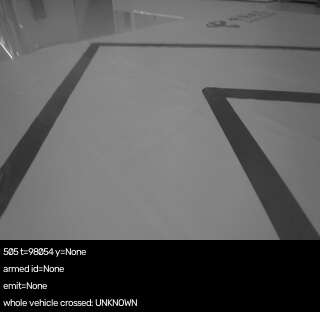 505 t=98054 y=None
armed id=None
emit=None
whole vehicle crossed: UNKNOWN